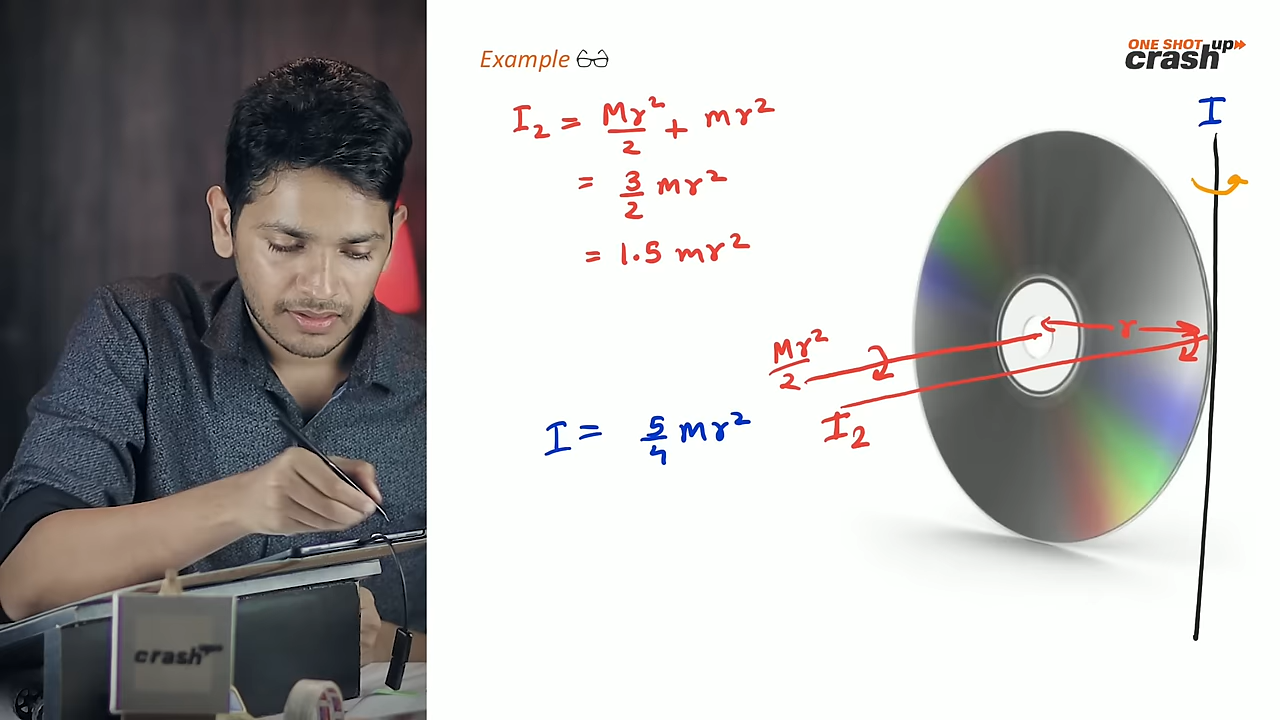 Example
ONE SHOT
crash up
I
I₂ = Mr²/2 + mr²
= 3/2 mr²
= 1.5 mr²
r
Mr²/2
I₂
I = 5/4 mr²
crash up